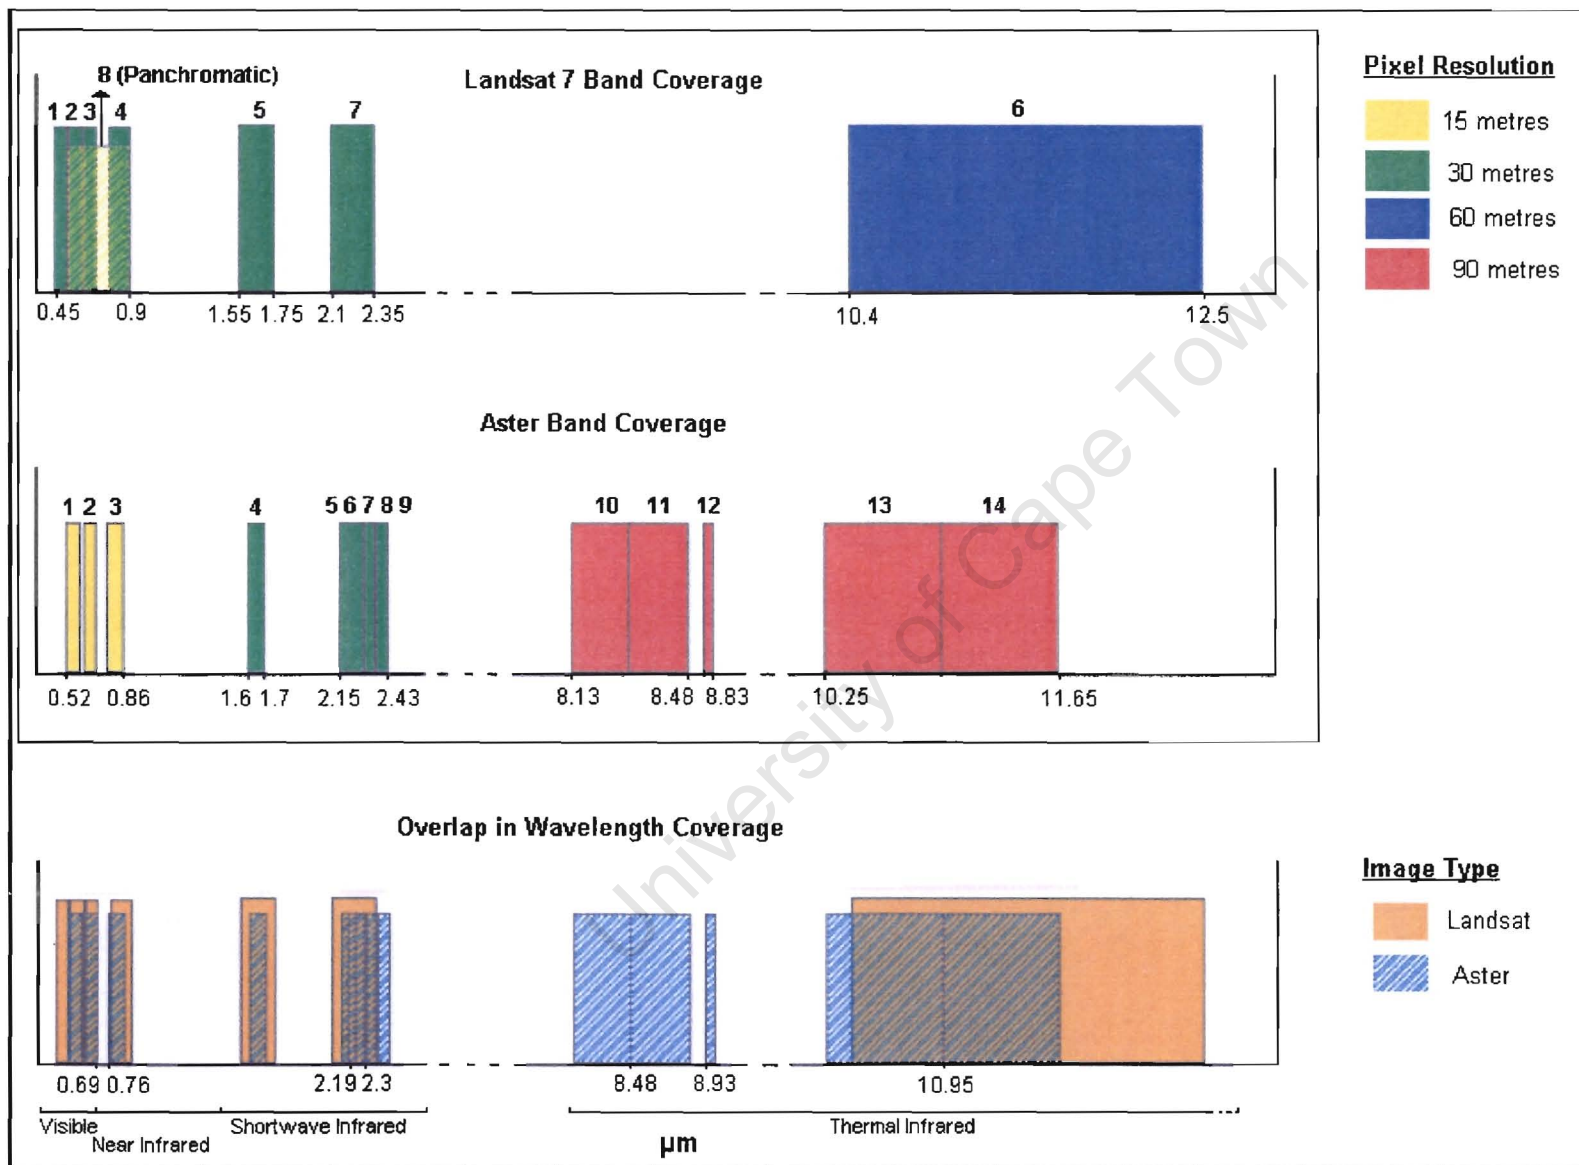 Landsat 7 Band Coverage
8 (Panchromatic)
1 2 3 4 5 7 6
0.45 0.9 1.55 1.75 2.1 2.35 10.4 12.5
Pixel Resolution
15 metres
30 metres
60 metres
90 metres
Aster Band Coverage
1 2 3 4 5 6 7 8 9 10 11 12 13 14
0.52 0.86 1.6 1.7 2.15 2.43 8.13 8.48 8.83 10.25 11.65
Overlap in Wavelength Coverage
0.69 0.76 2.19 2.3 8.48 8.93 10.95
Visible
Near Infrared
Shortwave Infrared
µm
Thermal Infrared
Image Type
Landsat
Aster
University of Cape Town